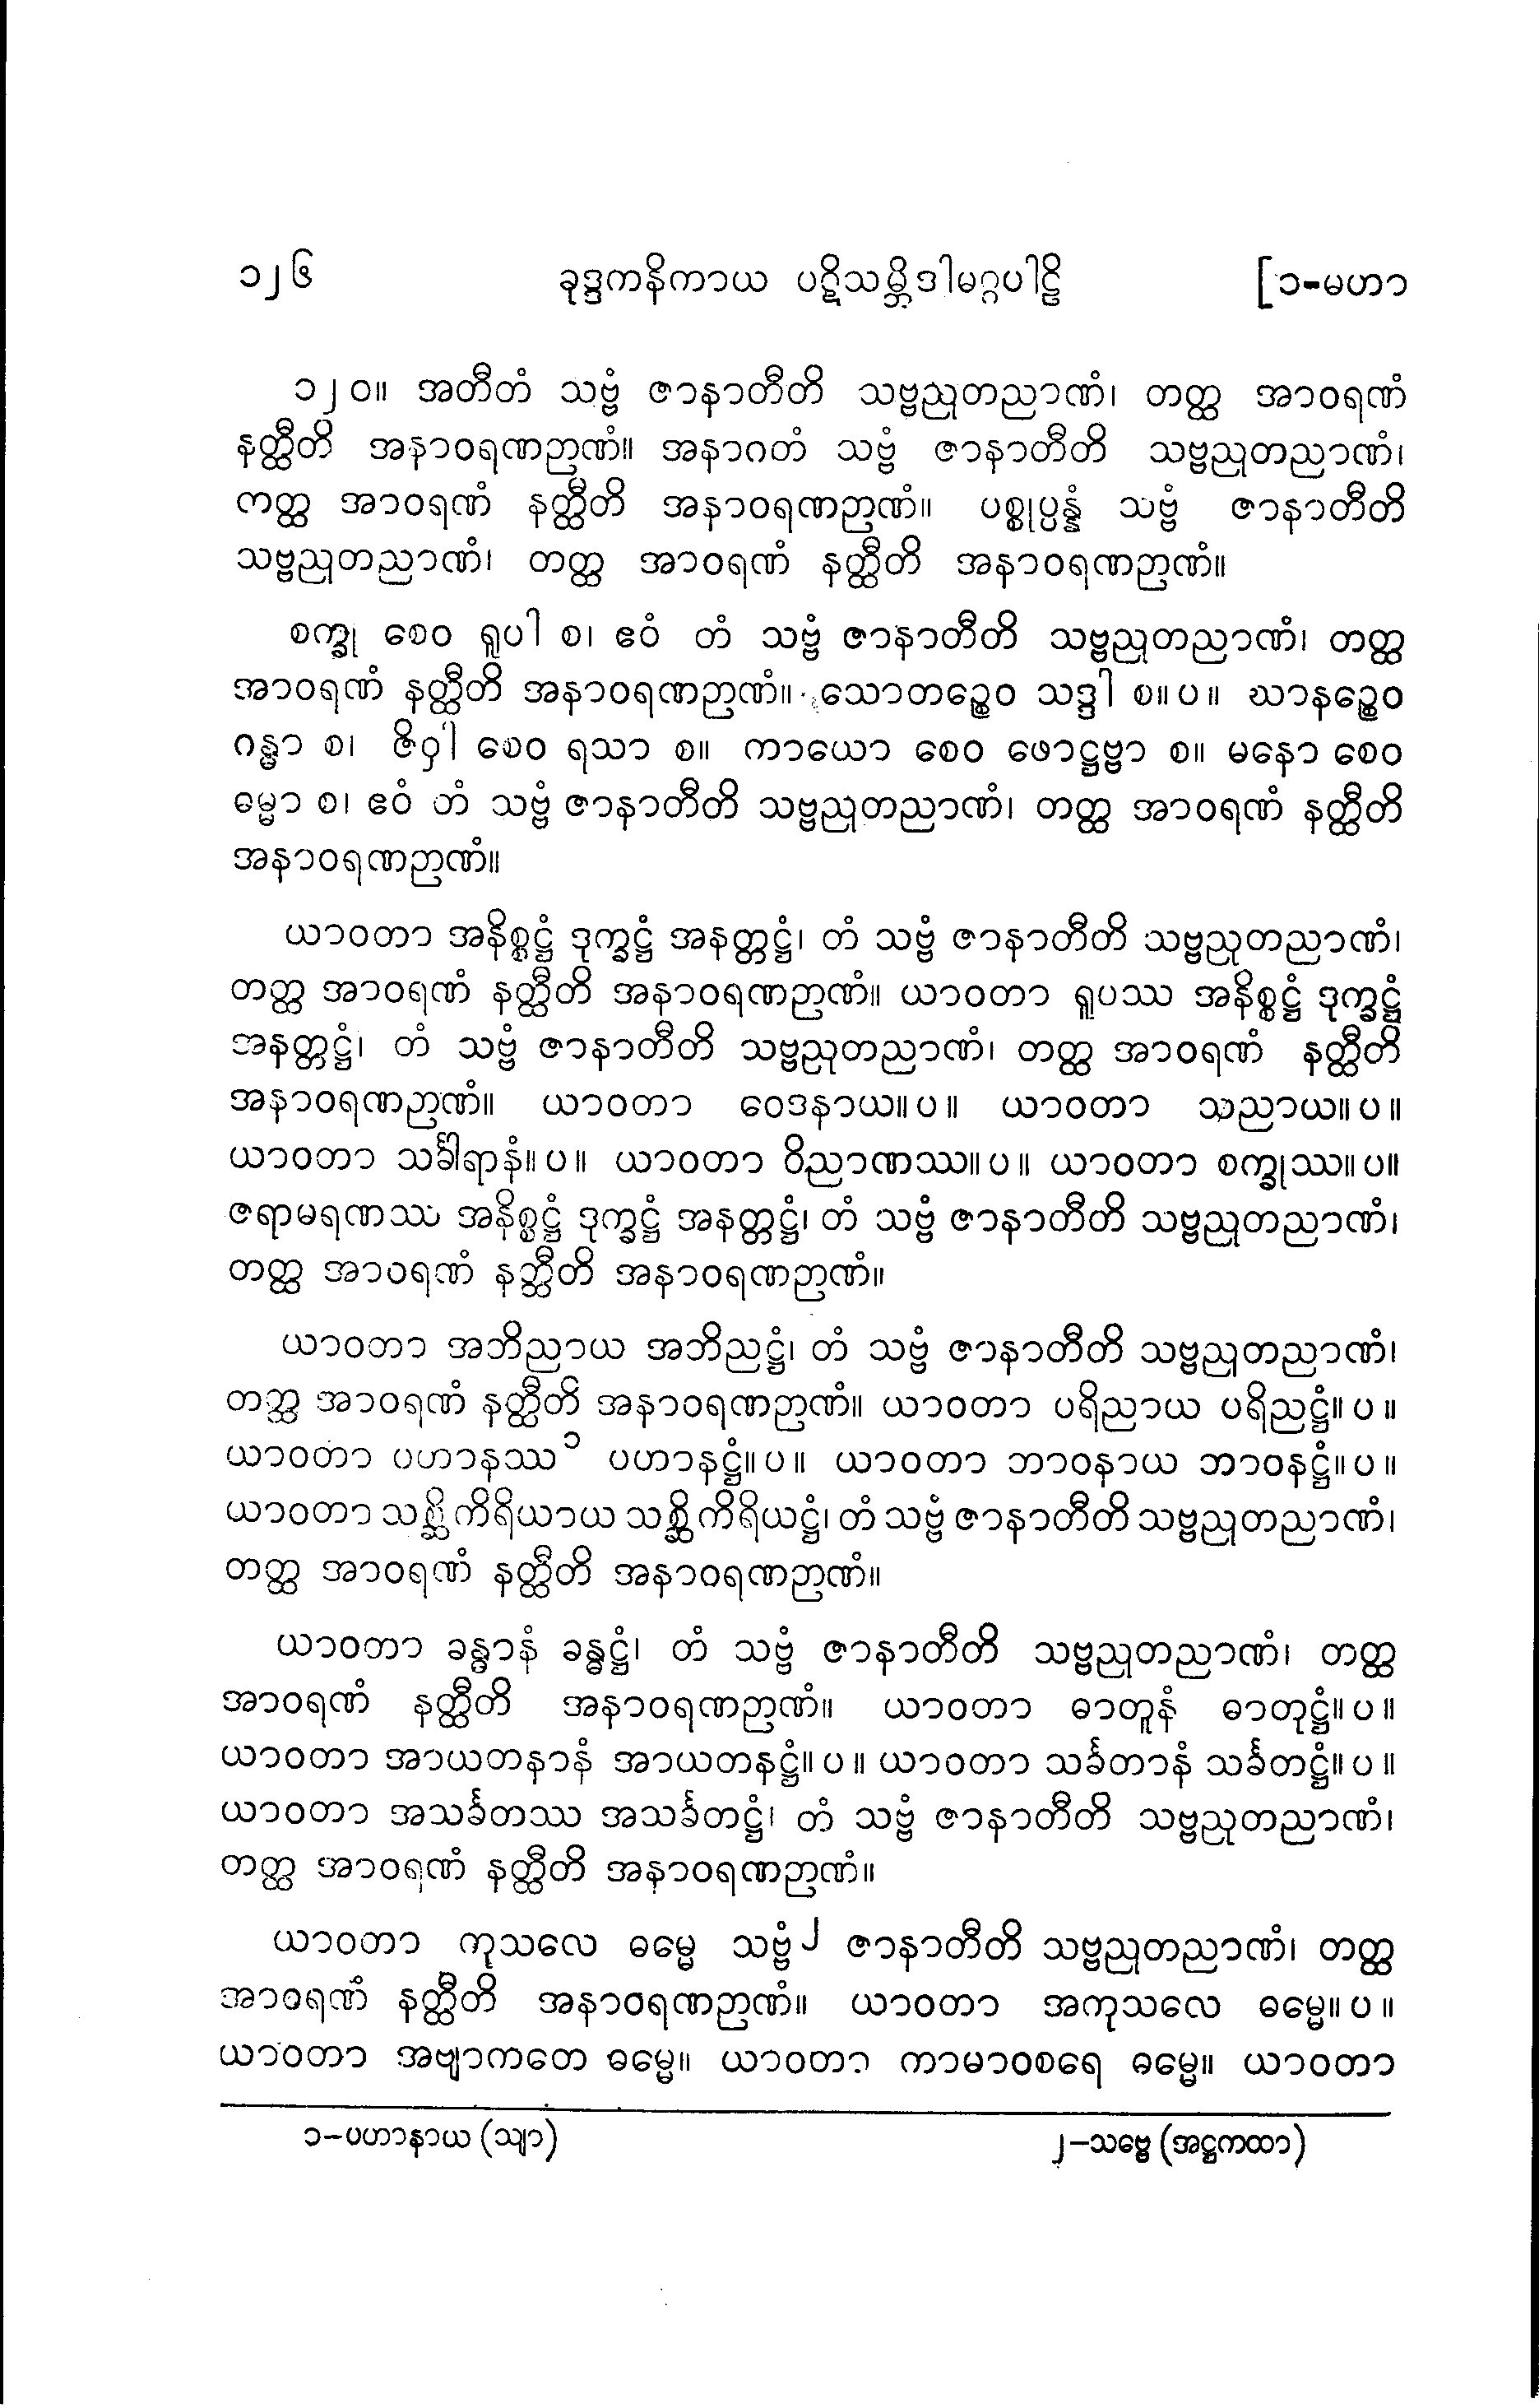 ၁၂၆ ခုဒ္ဒကနိကာယ ပဋိသမ္ဘိဒါမဂ္ဂပါဠိ [၁-မဟာ
၁၂၀။ အတီတံ သဗ္ဗံ ဇာနာတီတိ သဗ္ဗညုတညာဏံ၊ တတ္ထ အာဝရဏံ
နတ္ထီတိ အနာဝရဏဉာဏံ။ အနာဂတံ သဗ္ဗံ ဇာနာတီတိ သဗ္ဗညုတညာဏံ၊
တတ္ထ အာဝရဏံ နတ္ထီတိ အနာဝရဏဉာဏံ။ ပစ္စုပ္ပန္နံ သဗ္ဗံ ဇာနာတီတိ
သဗ္ဗညုတညာဏံ၊ တတ္ထ အာဝရဏံ နတ္ထီတိ အနာဝရဏဉာဏံ။
စက္ခု စေဝ ရူပါ စ၊ ဧဝံ တံ သဗ္ဗံ ဇာနာတီတိ သဗ္ဗညုတညာဏံ၊ တတ္ထ
အာဝရဏံ နတ္ထီတိ အနာဝရဏဉာဏံ။ သောတဉ္စေဝ သဒ္ဒါ စ။ပ။ ဃာနဉ္စေဝ
ဂန္ဓာ စ၊ ဇိဝှါ စေဝ ရသာ စ။ ကာယော စေဝ ဖောဋ္ဌဗ္ဗာ စ။ မနော စေဝ
ဓမ္မာ စ၊ ဧဝံ တံ သဗ္ဗံ ဇာနာတီတိ သဗ္ဗညုတညာဏံ၊ တတ္ထ အာဝရဏံ နတ္ထီတိ
အနာဝရဏဉာဏံ။
ယာဝတာ အနိစ္စဋ္ဌံ ဒုက္ခဋ္ဌံ အနတ္တဋ္ဌံ၊ တံ သဗ္ဗံ ဇာနာတီတိ သဗ္ဗညုတညာဏံ၊
တတ္ထ အာဝရဏံ နတ္ထီတိ အနာဝရဏဉာဏံ။ ယာဝတာ ရူပဿ အနိစ္စဋ္ဌံ ဒုက္ခဋ္ဌံ
အနတ္တဋ္ဌံ၊ တံ သဗ္ဗံ ဇာနာတီတိ သဗ္ဗညုတညာဏံ၊ တတ္ထ အာဝရဏံ နတ္ထီတိ
အနာဝရဏဉာဏံ။ ယာဝတာ ဝေဒနာယ။ပ။ ယာဝတာ သညာယ။ပ။
ယာဝတာ သင်္ခါရာနံ။ပ။ ယာဝတာ ဝိညာဏဿ။ပ။ ယာဝတာ စက္ခုဿ။ပ။
ဇရာမရဏဿ အနိစ္စဋ္ဌံ ဒုက္ခဋ္ဌံ အနတ္တဋ္ဌံ၊ တံ သဗ္ဗံ ဇာနာတီတိ သဗ္ဗညုတညာဏံ၊
တတ္ထ အာဝရဏံ နတ္ထီတိ အနာဝရဏဉာဏံ။
ယာဝတာ အဘိညာယ အဘိညဋ္ဌံ၊ တံ သဗ္ဗံ ဇာနာတီတိ သဗ္ဗညုတညာဏံ၊
တတ္ထ အာဝရဏံ နတ္ထီတိ အနာဝရဏဉာဏံ။ ယာဝတာ ပရိညာယ ပရိညဋ္ဌံ။ပ။
ယာဝတာ ပဟာနဿ ၁ ပဟာနဋ္ဌံ။ပ။ ယာဝတာ ဘာဝနာယ ဘာဝနဋ္ဌံ။ပ။
ယာဝတာ သစ္ဆိကိရိယာယ သစ္ဆိကိရိယဋ္ဌံ၊ တံ သဗ္ဗံ ဇာနာတီတိ သဗ္ဗညုတညာဏံ၊
တတ္ထ အာဝရဏံ နတ္ထီတိ အနာဝရဏဉာဏံ။
ယာဝတာ ခန္ဓာနံ ခန္ဓဋ္ဌံ၊ တံ သဗ္ဗံ ဇာနာတီတိ သဗ္ဗညုတညာဏံ၊ တတ္ထ
အာဝရဏံ နတ္ထီတိ အနာဝရဏဉာဏံ။ ယာဝတာ ဓာတူနံ ဓာတုဋ္ဌံ။ပ။
ယာဝတာ အာယတနာနံ အာယတနဋ္ဌံ။ပ။ ယာဝတာ သင်္ခတာနံ သင်္ခတဋ္ဌံ။ပ။
ယာဝတာ အသင်္ခတဿ အသင်္ခတဋ္ဌံ၊ တံ သဗ္ဗံ ဇာနာတီတိ သဗ္ဗညုတညာဏံ၊
တတ္ထ အာဝရဏံ နတ္ထီတိ အနာဝရဏဉာဏံ။
ယာဝတာ ကုသလေ ဓမ္မေ သဗ္ဗံ ၂ ဇာနာတီတိ သဗ္ဗညုတညာဏံ၊ တတ္ထ
အာဝရဏံ နတ္ထီတိ အနာဝရဏဉာဏံ။ ယာဝတာ အကုသလေ ဓမ္မေ။ပ။
ယာဝတာ အဗျာကတေ ဓမ္မေ။ ယာဝတာ ကာမာဝစရေ ဓမ္မေ။ ယာဝတာ
၁-ပဟာနာယ (သျာ) ၂-သဗ္ဗေ (အဋ္ဌကထာ)